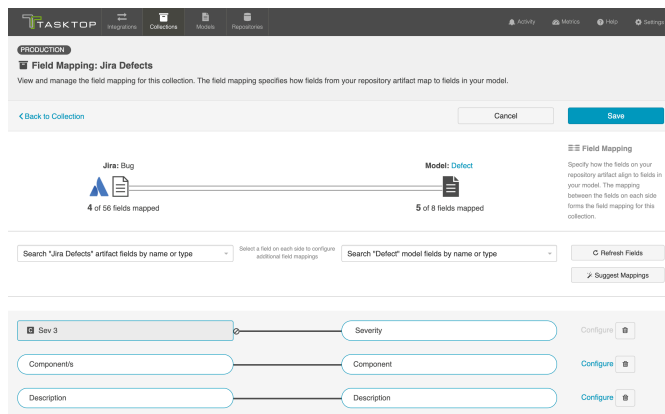 TASKTOP
Integrations
Collections
Models
Repositories
Activity
Metrics
Help
Settings
PRODUCTION
Field Mapping: Jira Defects
View and manage the field mapping for this collection. The field mapping specifies how fields from your repository artifact map to fields in your model.
Back to Collection
Cancel
Save
Jira: Bug
4 of 56 fields mapped
Model: Defect
5 of 8 fields mapped
Field Mapping
Specify how the fields on your
repository artifact align to fields in
your model. The mapping
between the fields on each side
forms the field mapping for this
collection.
Search "Jira Defects" artifact fields by name or type
Select a field on each side to configure
additional field mappings
Search "Defect" model fields by name or type
Refresh Fields
Suggest Mappings
C Sev 3
Severity
Configure
Component/s
Component
Configure
Description
Description
Configure